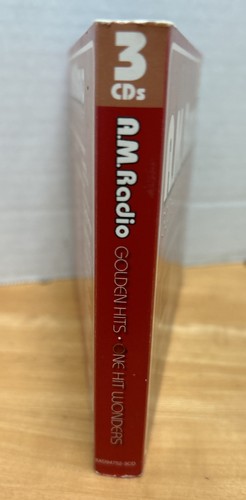 3
CDs
A.M. Radio GOLDEN HITS • ONE HIT WONDERS